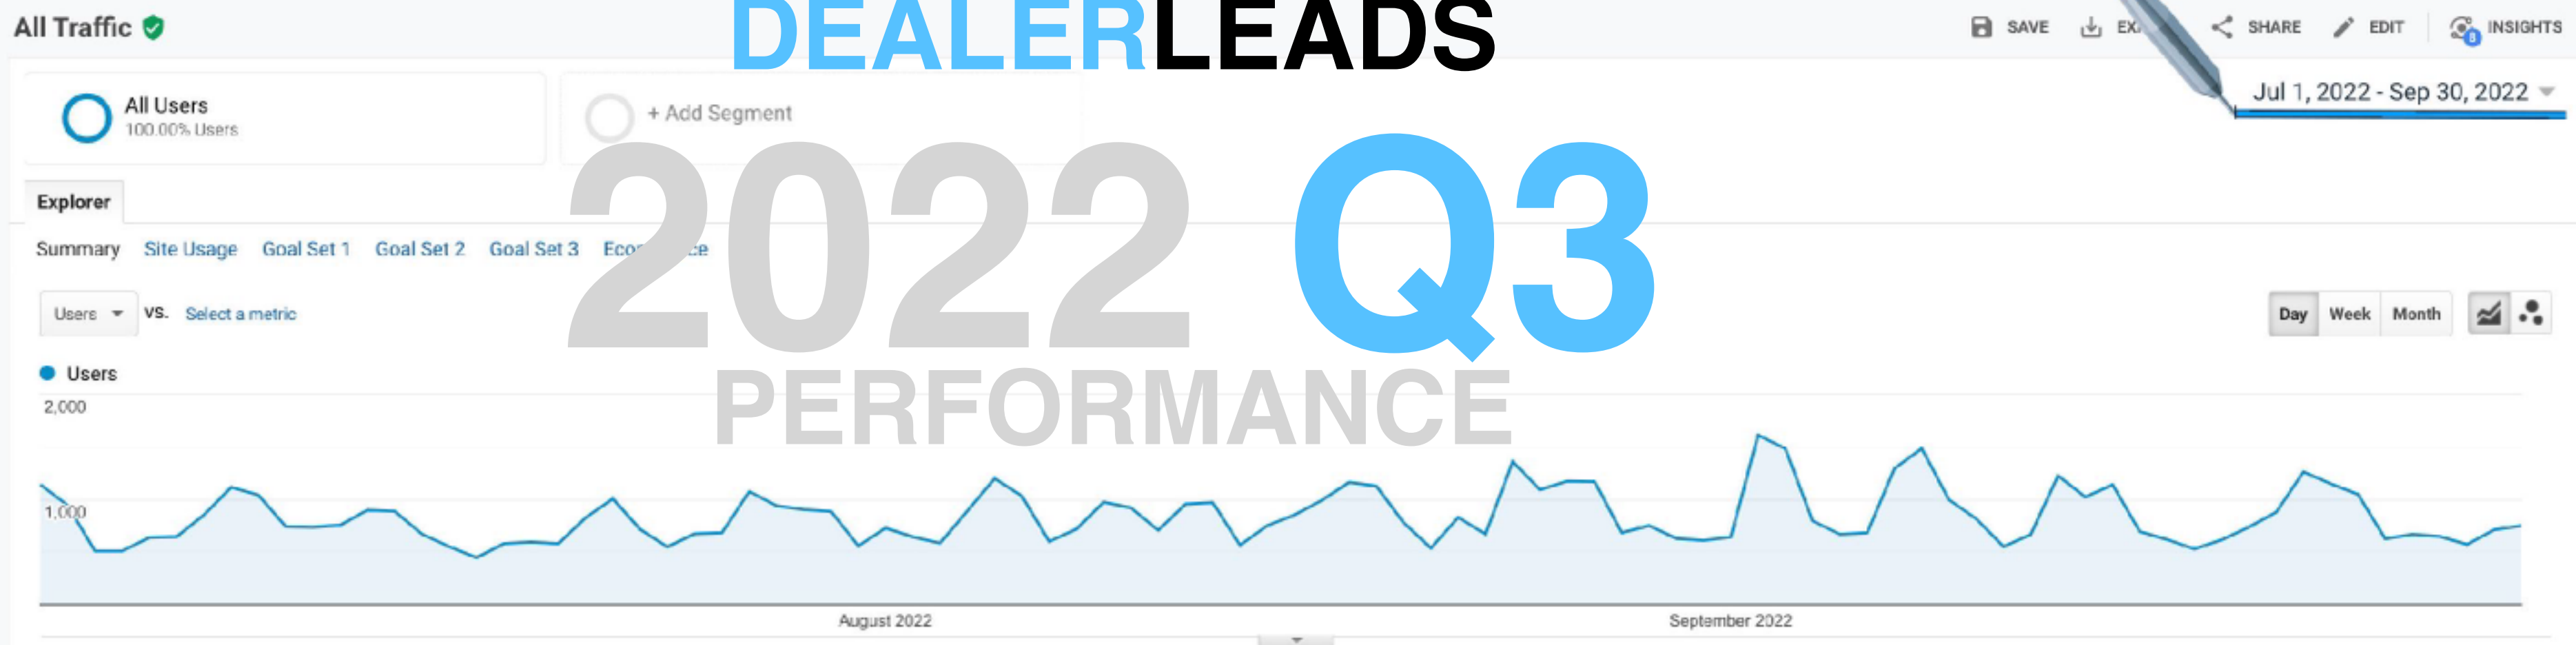 All Traffic
DEALERLEADS
SAVE
SHARE
EDIT
INSIGHTS
All Users
100.00% Users
+ Add Segment
Jul 1, 2022 - Sep 30, 2022
2022 Q3
PERFORMANCE
Explorer
Summary Site Usage Goal Set 1 Goal Set 2 Goal Set 3
Users VS. Select a metric
Day Week Month
Users
2,000
1,000
August 2022 September 2022